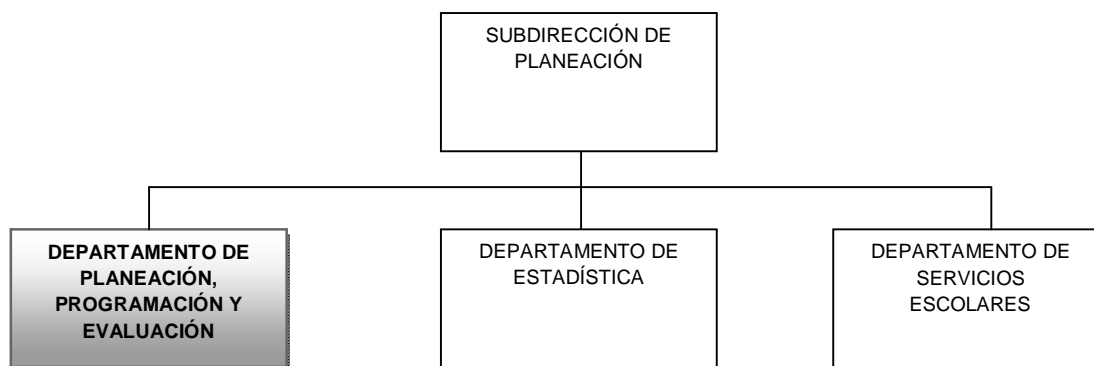 SUBDIRECCIÓN DE
PLANEACIÓN
DEPARTAMENTO DE
PLANEACIÓN,
PROGRAMACIÓN Y
EVALUACIÓN
DEPARTAMENTO DE
ESTADÍSTICA
DEPARTAMENTO DE
SERVICIOS
ESCOLARES